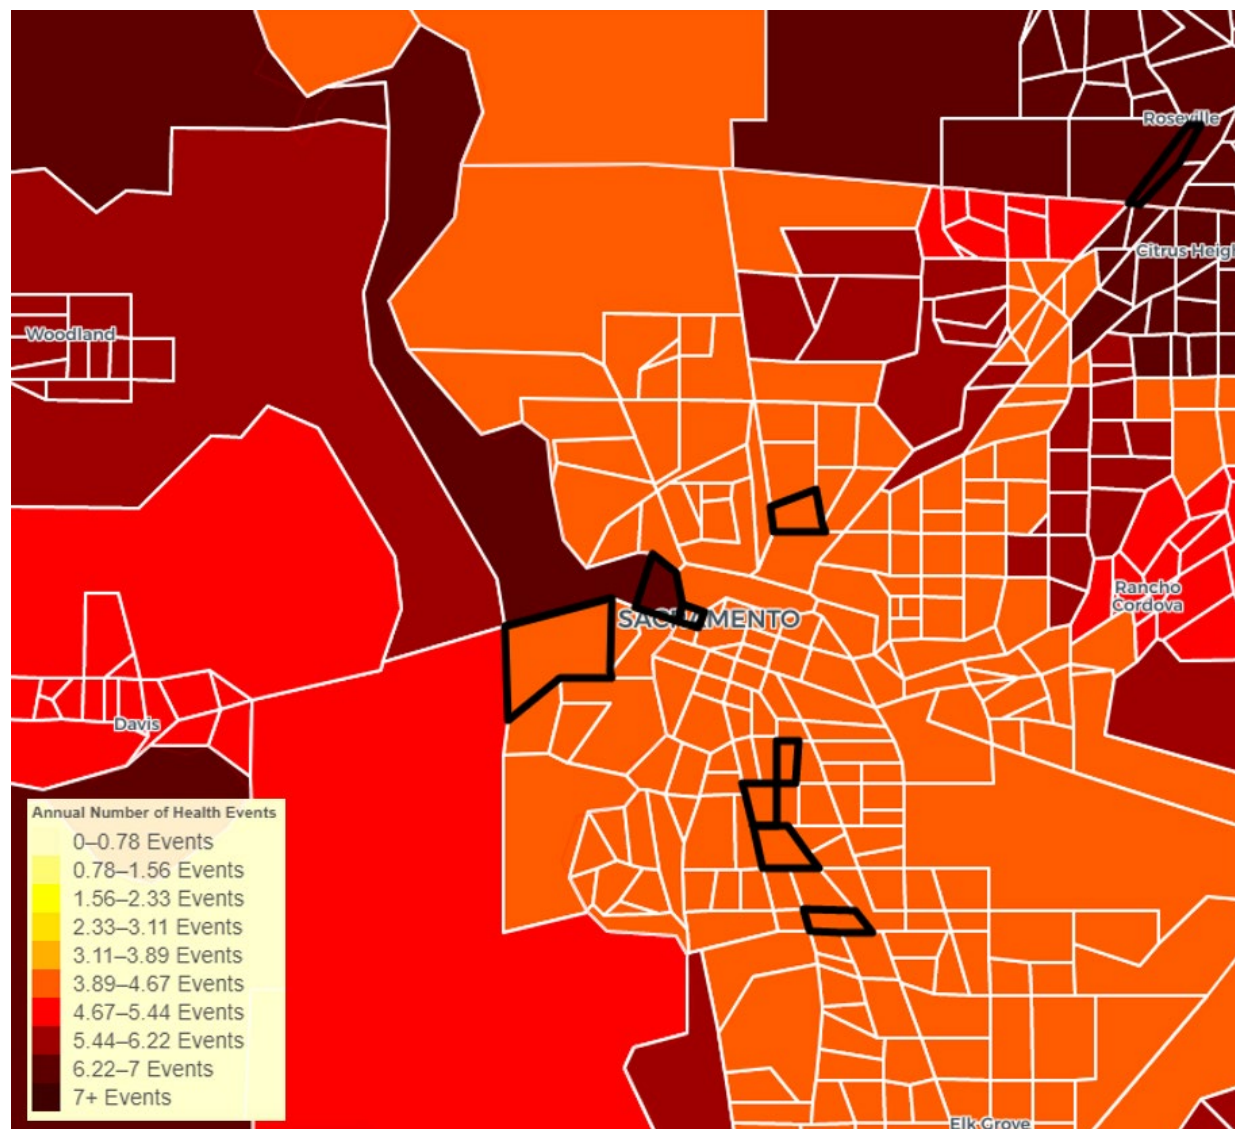 Roseville
Citrus Heigh
Woodland
Rancho
Cordova
SACRAMENTO
Davis
Annual Number of Health Events
0–0.78 Events
0.78–1.56 Events
1.56–2.33 Events
2.33–3.11 Events
3.11–3.89 Events
3.89–4.67 Events
4.67–5.44 Events
5.44–6.22 Events
6.22–7 Events
7+ Events
Elk Grove